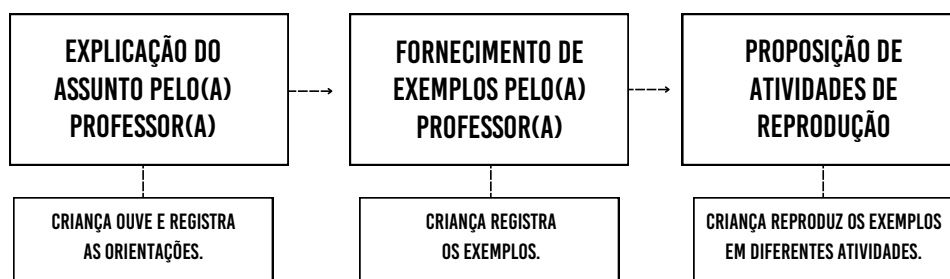 EXPLICAÇÃO DO
ASSUNTO PELO(A)
PROFESSOR(A)
FORNECIMENTO DE
EXEMPLOS PELO(A)
PROFESSOR(A)
PROPOSIÇÃO DE
ATIVIDADES DE
REPRODUÇÃO
CRIANÇA OUVE E REGISTRA
AS ORIENTAÇÕES.
CRIANÇA REGISTRA
OS EXEMPLOS.
CRIANÇA REPRODUZ OS EXEMPLOS
EM DIFERENTES ATIVIDADES.